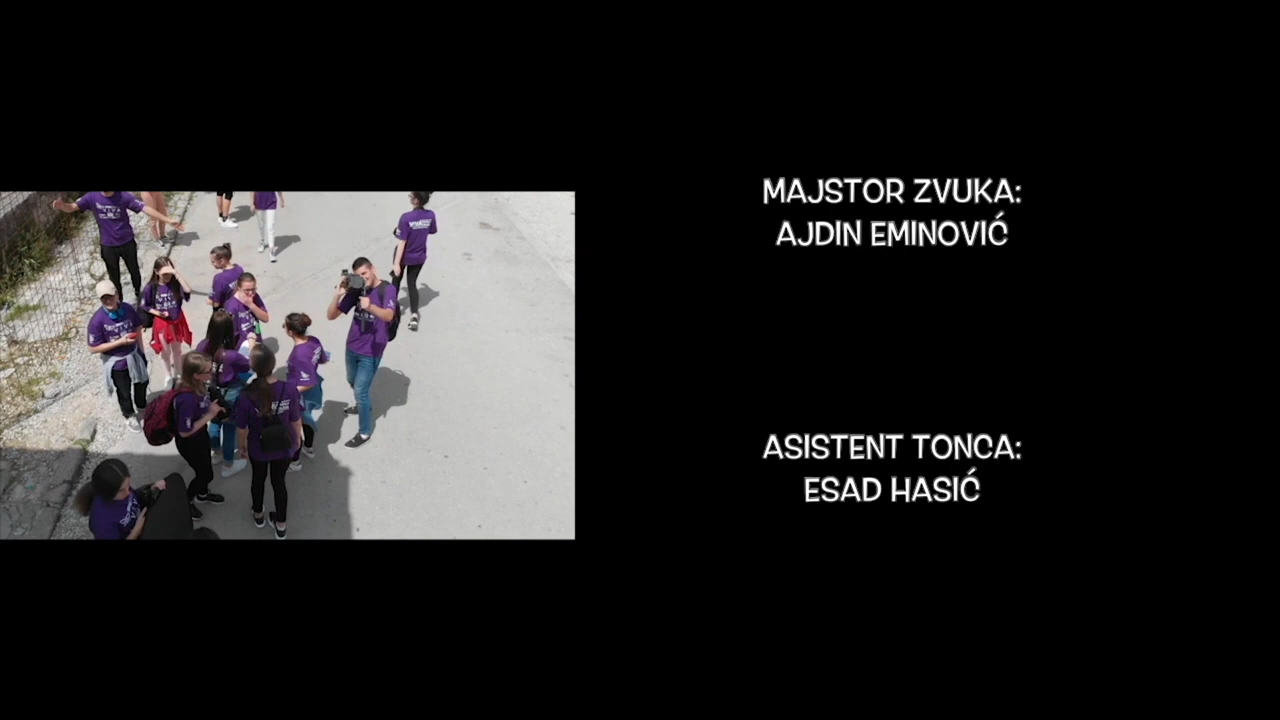 MAJSTOR ZVUKA:
AJDIN EMINOVIĆ
ASISTENT TONCA:
ESAD HASIĆ